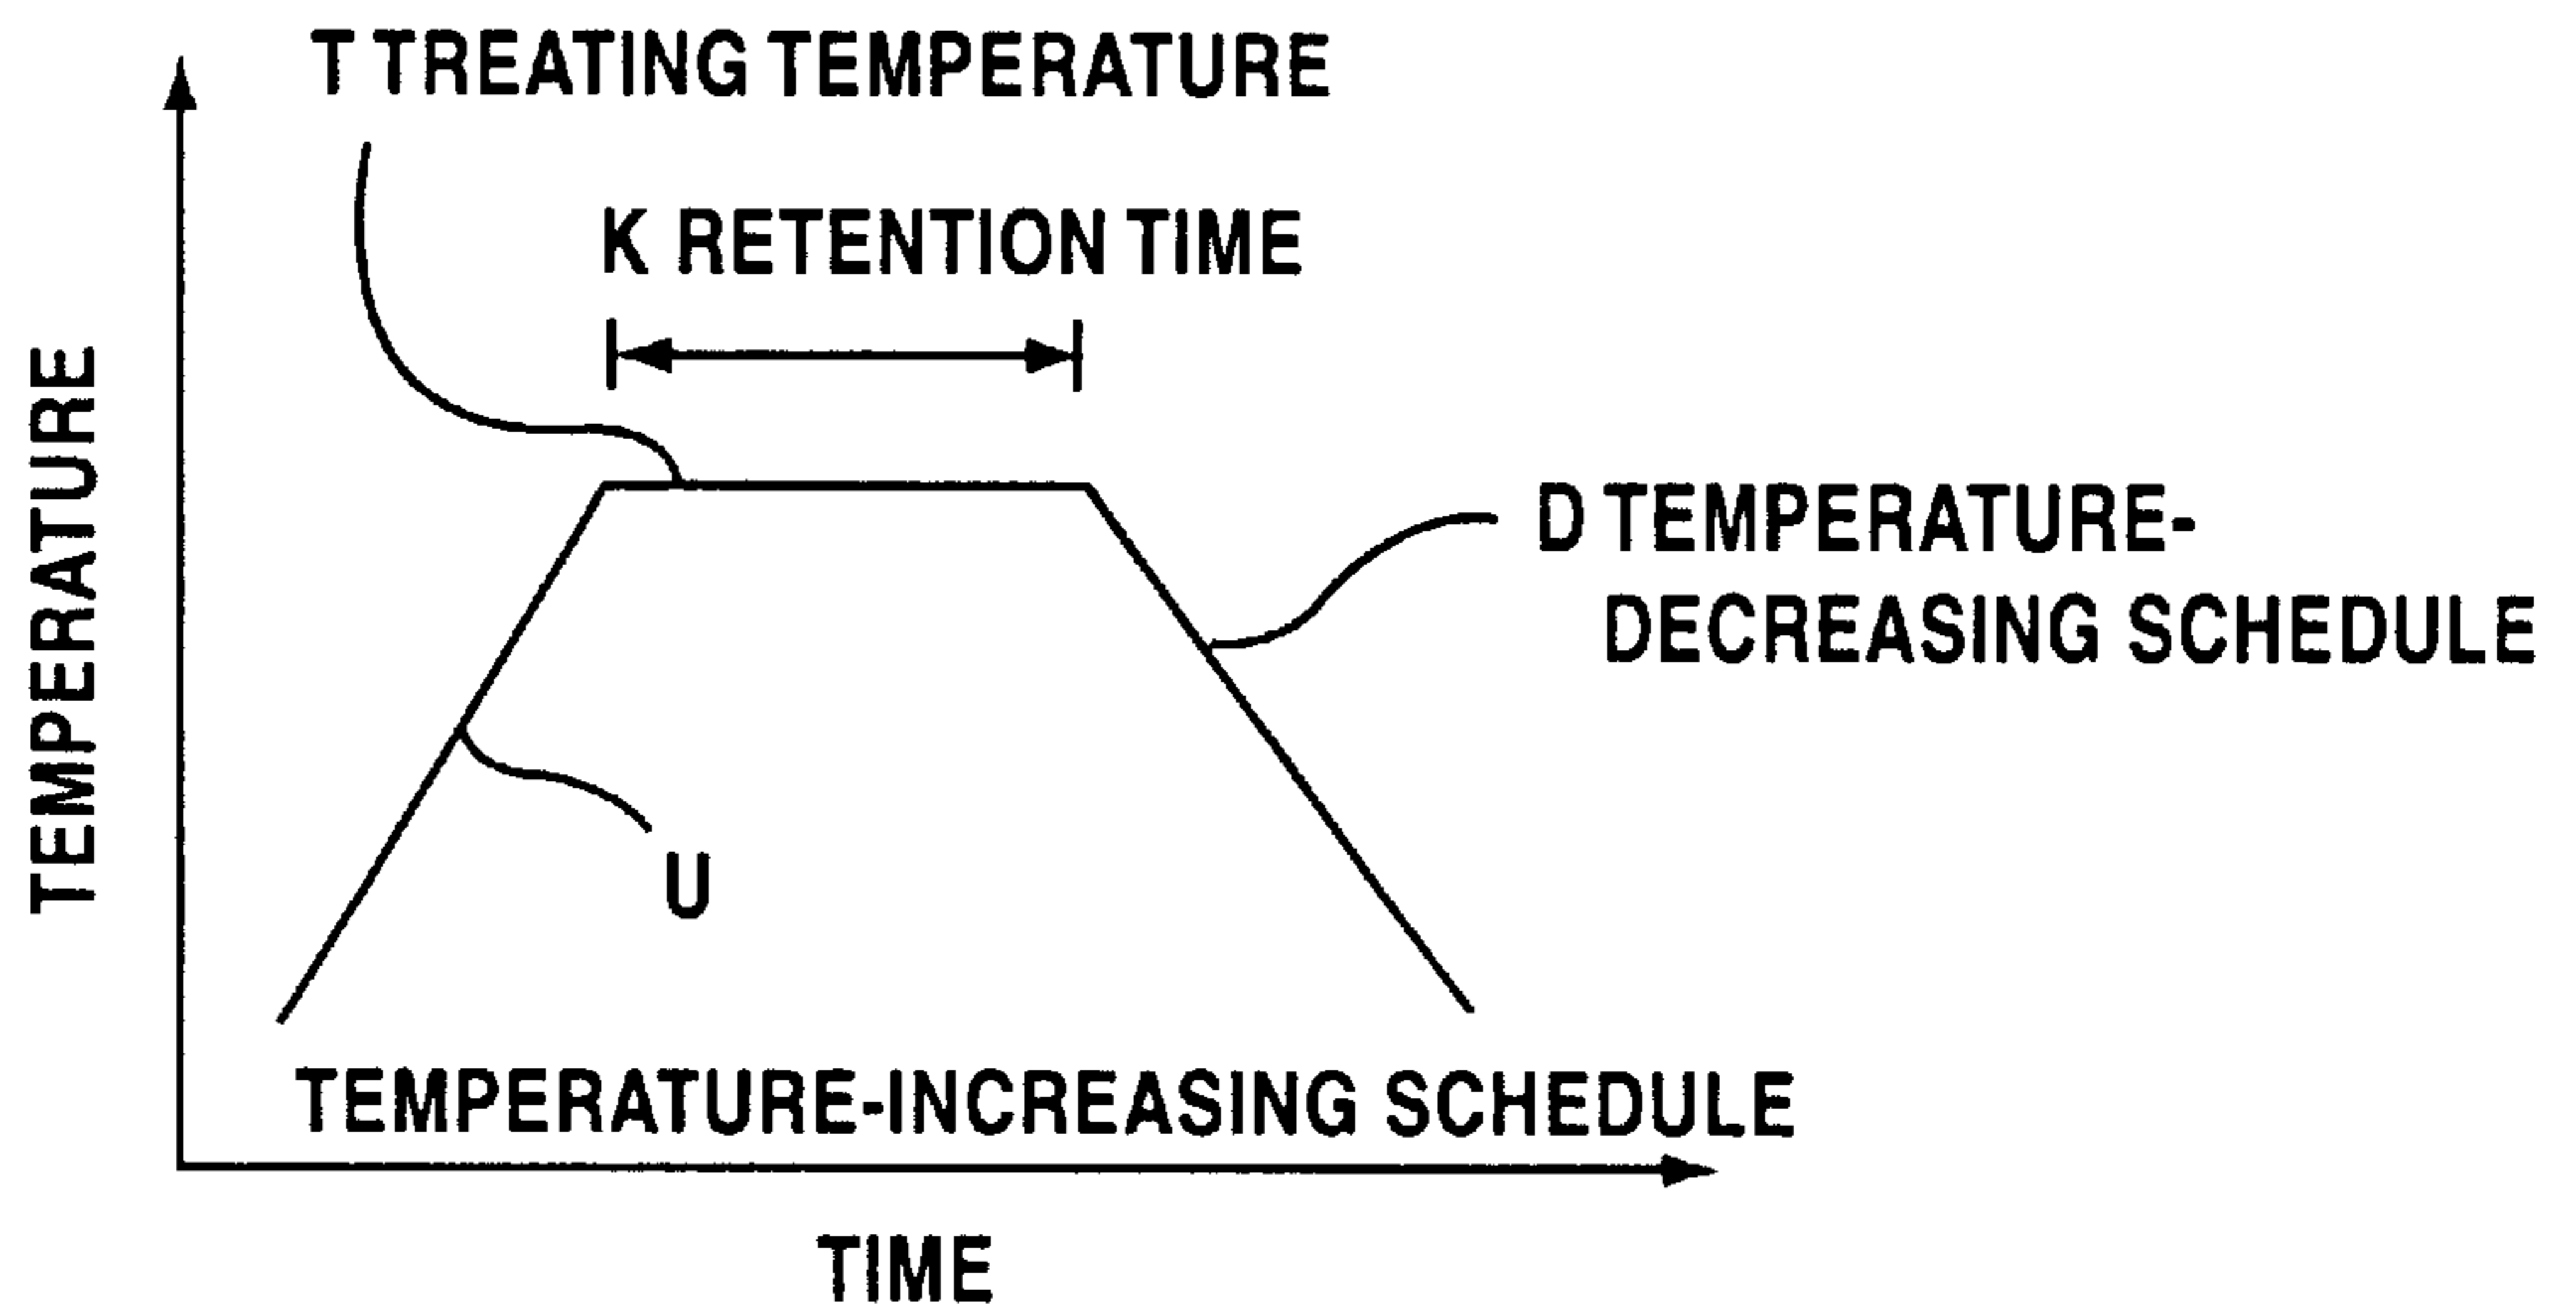 T TREATING TEMPERATURE
K RETENTION TIME
TEMPERATURE
D TEMPERATURE-
DECREASING SCHEDULE
U
TEMPERATURE-INCREASING SCHEDULE
TIME